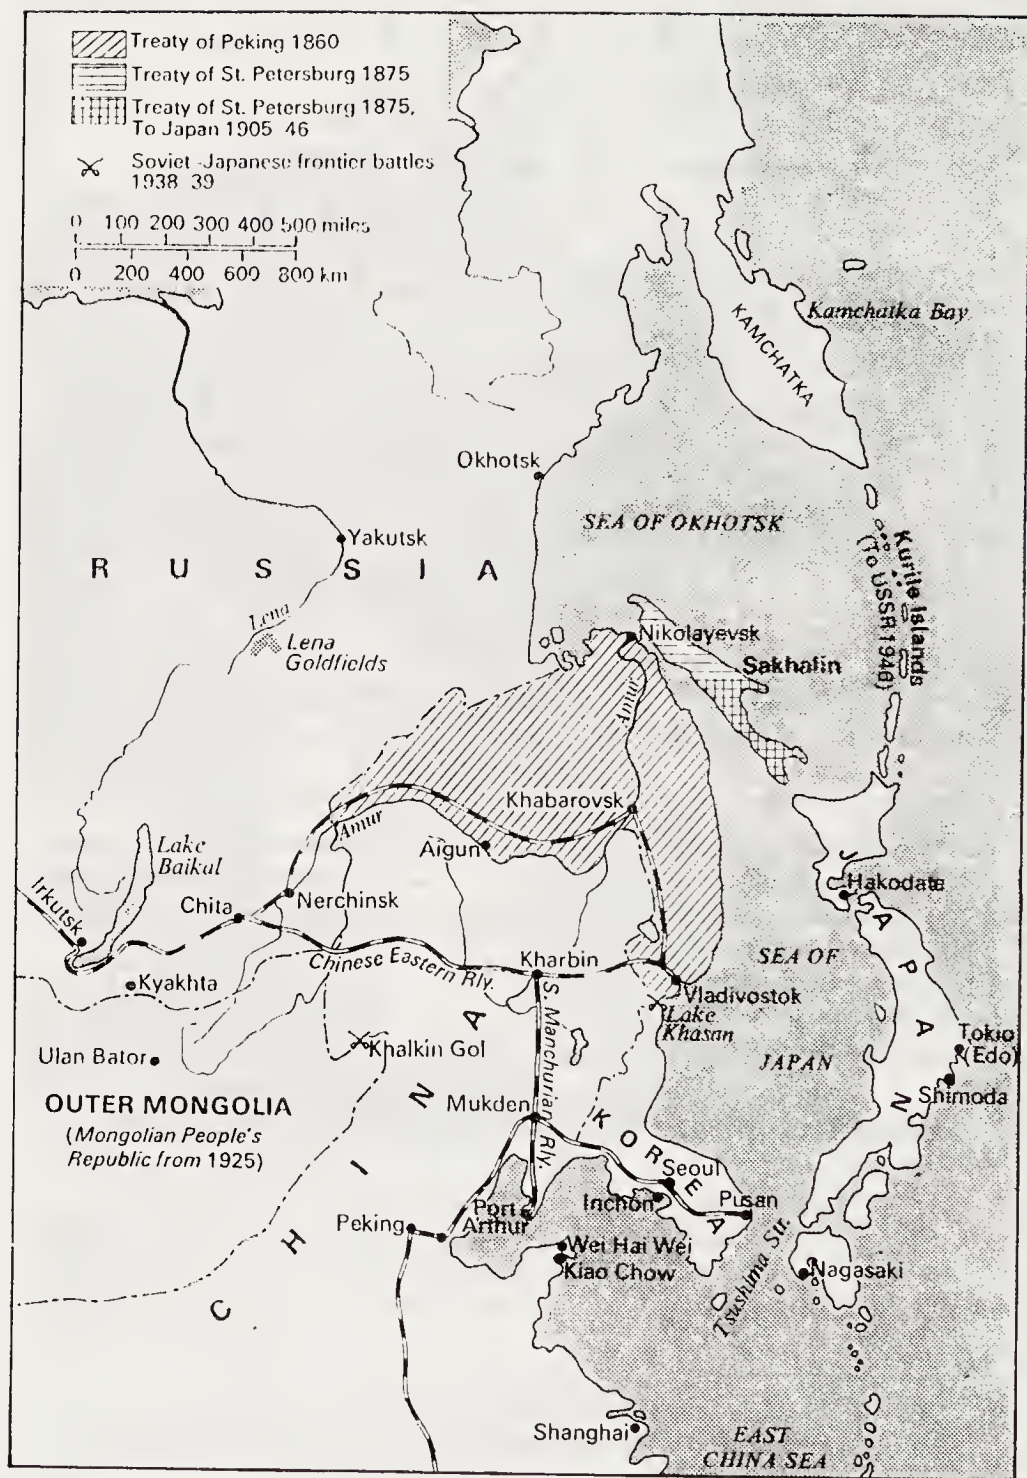 Treaty of Peking 1860
Treaty of St. Petersburg 1875
Treaty of St. Petersburg 1875,
To Japan 1905 46
Soviet-Japanese frontier battles
1938 39
0 100 200 300 400 500 miles
0 200 400 600 800 km
Kamchatka Bay
KAMCHATKA
Okhotsk
SEA OF OKHOTSK
Yakutsk
RUSSIA
Kurile Islands
(To USSR 1946)
Lena
Lena
Goldfields
Nikolayevsk
Sakhalin
Amur
Khabarovsk
Amur
Aigun
Lake
Baikul
Irkutsk
Chita
Nerchinsk
Hakodate
JAPAN
Chinese Eastern Rly.
Kharbin
SEA OF
JAPAN
Kyakhta
Vladivostok
Lake
Khasan
S. Manchurian Rly.
Khalkin Gol
Ulan Bator
Tokio
(Edo)
Shimoda
OUTER MONGOLIA
(Mongolian People's
Republic from 1925)
CHINA
Mukden
KOREA
Seoul
Inchon
Pusan
Port
Arthur
Peking
Wei Hai Wei
Kiao Chow
Tsushima Str.
Nagasaki
Shanghai
EAST
CHINA SEA